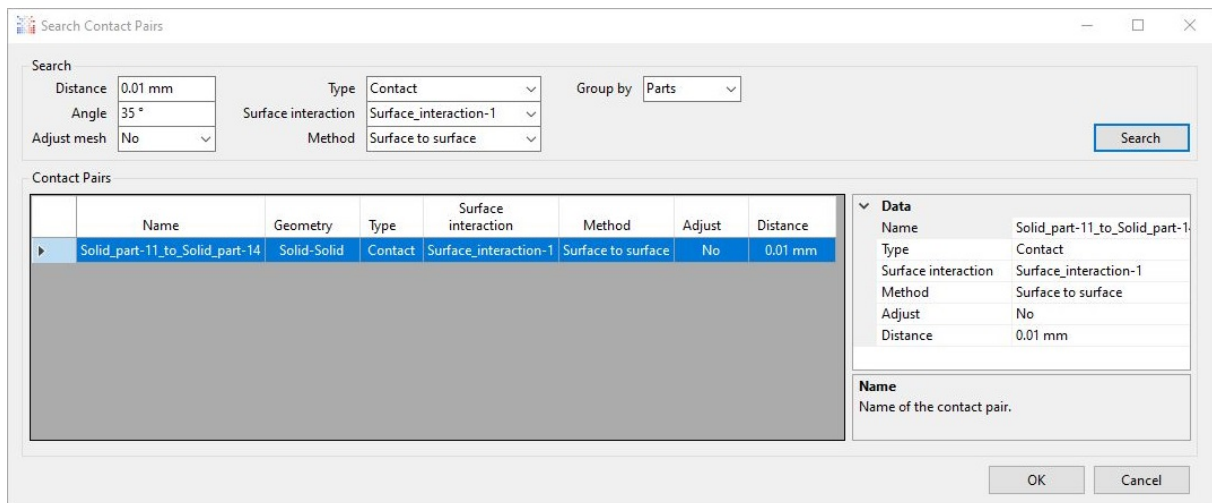 Search Contact Pairs
Search
Distance 0.01 mm Type Contact Group by Parts
Angle 35 ° Surface interaction Surface_interaction-1
Adjust mesh No Method Surface to surface Search
Contact Pairs
Name Geometry Type Surface interaction Method Adjust Distance
Solid_part-11_to_Solid_part-14 Solid-Solid Contact Surface_interaction-1 Surface to surface No 0.01 mm
Data
Name Solid_part-11_to_Solid_part-1
Type Contact
Surface interaction Surface_interaction-1
Method Surface to surface
Adjust No
Distance 0.01 mm
Name
Name of the contact pair.
OK Cancel